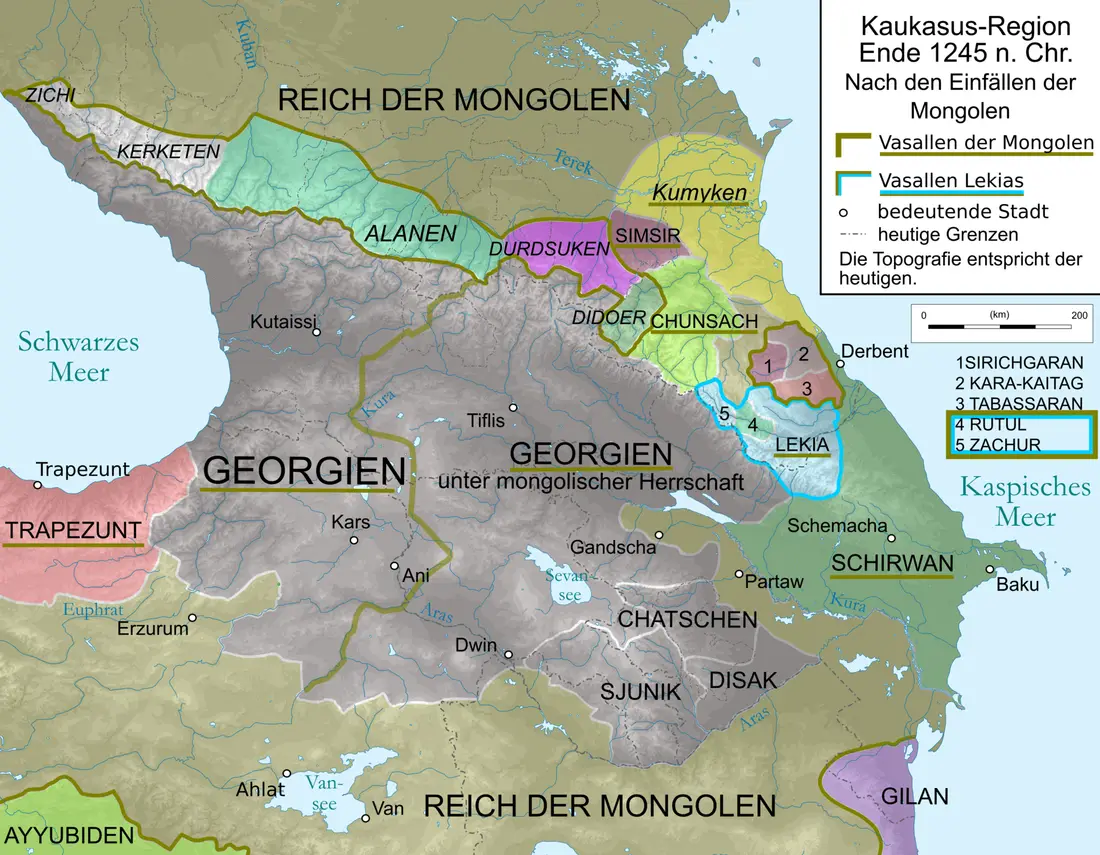 Kaukasus-Region
Ende 1245 n. Chr.
Nach den Einfällen der
Mongolen
Vasallen der Mongolen
Vasallen Lekias
bedeutende Stadt
heutige Grenzen
Die Topografie entspricht der
heutigen.
0 (km) 200
1SIRICHGARAN
2 KARA-KAITAG
3 TABASSARAN
4 RUTUL
5 ZACHUR
Kuban
ZICHI
REICH DER MONGOLEN
KERKETEN
Terek
Kumyken
ALANEN
DURDSUKEN
SIMSIR
DIDOER
CHUNSACH
Kutaissi
Schwarzes
Meer
1
2
3
Derbent
Kura
Tiflis
5
4
LEKIA
GEORGIEN
GEORGIEN
unter mongolischer Herrschaft
Trapezunt
TRAPEZUNT
Kaspisches
Meer
Kars
Schemacha
Gandscha
SCHIRWAN
Ani
Sevan-
see
Partaw
Baku
Euphrat
Erzurum
Aras
Kura
CHATSCHEN
Dwin
SJUNIK
DISAK
Aras
Ahlat
Van-
see
Van
REICH DER MONGOLEN
GILAN
AYYUBIDEN